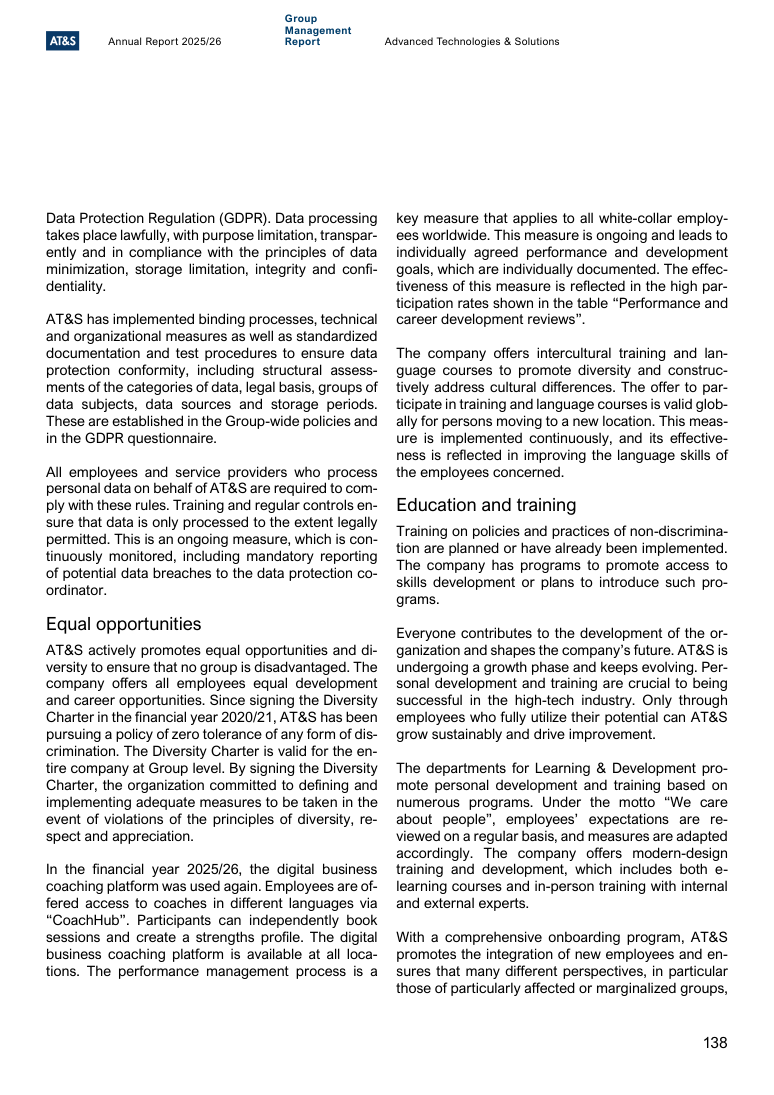 AT&S
Annual Report 2025/26
Group
Management
Report
Advanced Technologies & Solutions
Data Protection Regulation (GDPR). Data processing
takes place lawfully, with purpose limitation, transpar-
ently and in compliance with the principles of data
minimization, storage limitation, integrity and confi-
dentiality.
AT&S has implemented binding processes, technical
and organizational measures as well as standardized
documentation and test procedures to ensure data
protection conformity, including structural assess-
ments of the categories of data, legal basis, groups of
data subjects, data sources and storage periods.
These are established in the Group-wide policies and
in the GDPR questionnaire.
All employees and service providers who process
personal data on behalf of AT&S are required to com-
ply with these rules. Training and regular controls en-
sure that data is only processed to the extent legally
permitted. This is an ongoing measure, which is con-
tinuously monitored, including mandatory reporting
of potential data breaches to the data protection co-
ordinator.
Equal opportunities
AT&S actively promotes equal opportunities and di-
versity to ensure that no group is disadvantaged. The
company offers all employees equal development
and career opportunities. Since signing the Diversity
Charter in the financial year 2020/21, AT&S has been
pursuing a policy of zero tolerance of any form of dis-
crimination. The Diversity Charter is valid for the en-
tire company at Group level. By signing the Diversity
Charter, the organization committed to defining and
implementing adequate measures to be taken in the
event of violations of the principles of diversity, re-
spect and appreciation.
In the financial year 2025/26, the digital business
coaching platform was used again. Employees are of-
fered access to coaches in different languages via
“CoachHub”. Participants can independently book
sessions and create a strengths profile. The digital
business coaching platform is available at all loca-
tions. The performance management process is a
key measure that applies to all white-collar employ-
ees worldwide. This measure is ongoing and leads to
individually agreed performance and development
goals, which are individually documented. The effec-
tiveness of this measure is reflected in the high par-
ticipation rates shown in the table “Performance and
career development reviews”.
The company offers intercultural training and lan-
guage courses to promote diversity and construc-
tively address cultural differences. The offer to par-
ticipate in training and language courses is valid glob-
ally for persons moving to a new location. This meas-
ure is implemented continuously, and its effective-
ness is reflected in improving the language skills of
the employees concerned.
Education and training
Training on policies and practices of non-discrimina-
tion are planned or have already been implemented.
The company has programs to promote access to
skills development or plans to introduce such pro-
grams.
Everyone contributes to the development of the or-
ganization and shapes the company’s future. AT&S is
undergoing a growth phase and keeps evolving. Per-
sonal development and training are crucial to being
successful in the high-tech industry. Only through
employees who fully utilize their potential can AT&S
grow sustainably and drive improvement.
The departments for Learning & Development pro-
mote personal development and training based on
numerous programs. Under the motto “We care
about people”, employees’ expectations are re-
viewed on a regular basis, and measures are adapted
accordingly. The company offers modern-design
training and development, which includes both e-
learning courses and in-person training with internal
and external experts.
With a comprehensive onboarding program, AT&S
promotes the integration of new employees and en-
sures that many different perspectives, in particular
those of particularly affected or marginalized groups,
138